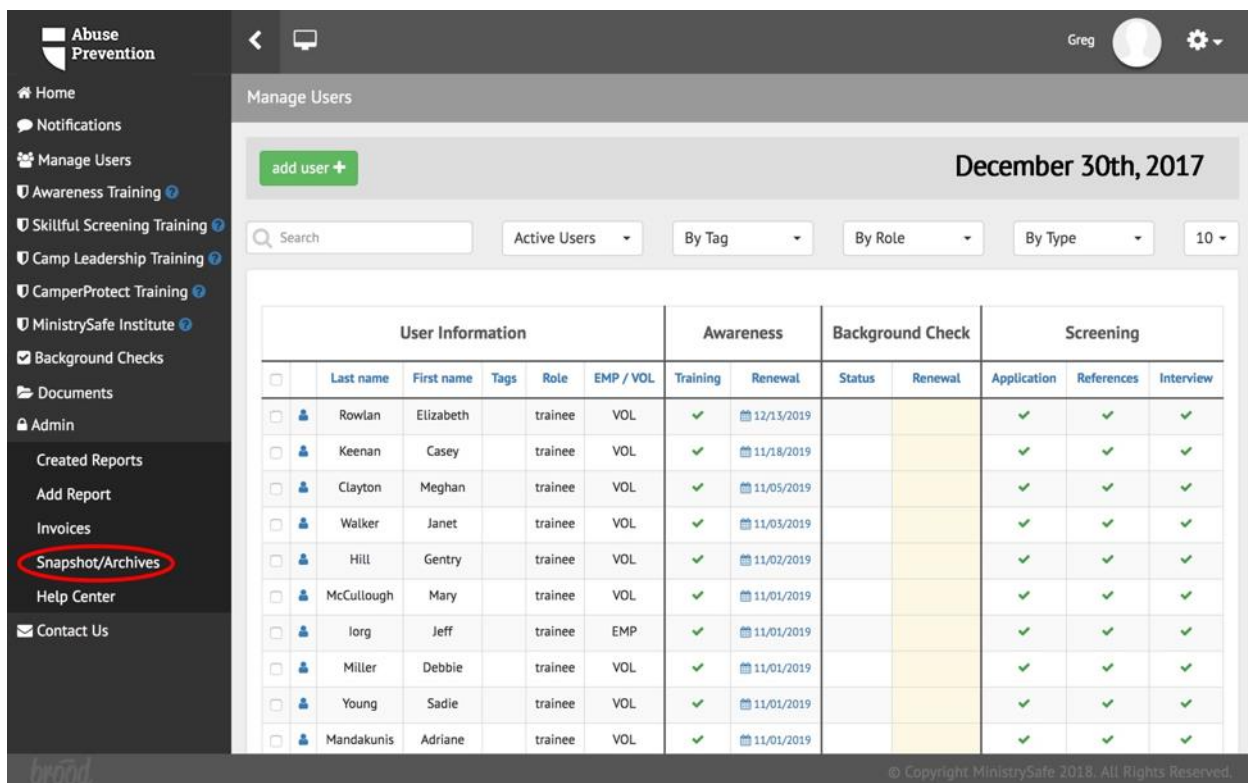 Abuse
Prevention
Greg
Home
Notifications
Manage Users
Awareness Training
Skillful Screening Training
Camp Leadership Training
CamperProtect Training
MinistrySafe Institute
Background Checks
Documents
Admin
Created Reports
Add Report
Invoices
Snapshot/Archives
Help Center
Contact Us
Manage Users
add user +
December 30th, 2017
Search Active Users By Tag By Role By Type 10
User Information Awareness Background Check Screening
Last name First name Tags Role EMP / VOL Training Renewal Status Renewal Application References Interview
Rowlan Elizabeth trainee VOL 12/13/2019
Keenan Casey trainee VOL 11/18/2019
Clayton Meghan trainee VOL 11/05/2019
Walker Janet trainee VOL 11/03/2019
Hill Gentry trainee VOL 11/02/2019
McCullough Mary trainee VOL 11/01/2019
Iorg Jeff trainee EMP 11/01/2019
Miller Debbie trainee VOL 11/01/2019
Young Sadie trainee VOL 11/01/2019
Mandakunis Adriane trainee VOL 11/01/2019
brood
© Copyright MinistrySafe 2018. All Rights Reserved.